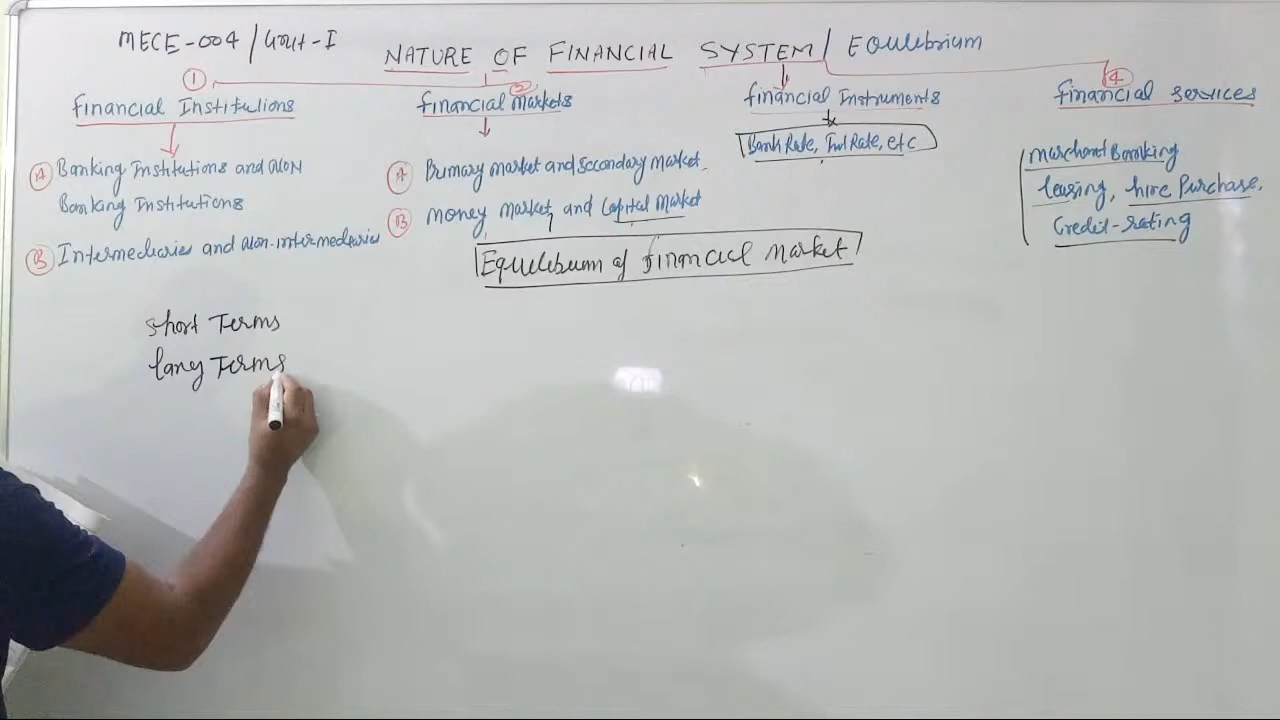 MECE-004 / Unit-I
NATURE OF FINANCIAL SYSTEM / Equilibrium
1
Financial Institutions
A Banking Institutions and NON
Banking Institutions
B Intermediaries and Non-intermediaries
2
Financial Markets
A Primary market and Secondary market.
B money market, and Capital market
financial Instruments
Bank Rate, Int Rate, etc
4
Financial services
Marchant Banking
leasing, hire Purchase,
Credit-rating
Equilibium of financial market
Short Terms
Long Terms